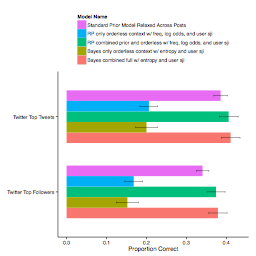 Model Name
Standard Prior Model Relaxed Across Posts
RP only orderless context w/ freq, log odds, and user sji
RP combined prior and orderless w/ freq, log odds, and user sji
Bayes only orderless context w/ entropy and user sji
Bayes combined full w/ entropy and user sji
Twitter Top Tweets
Twitter Top Followers
0.0 0.1 0.2 0.3 0.4
Proportion Correct